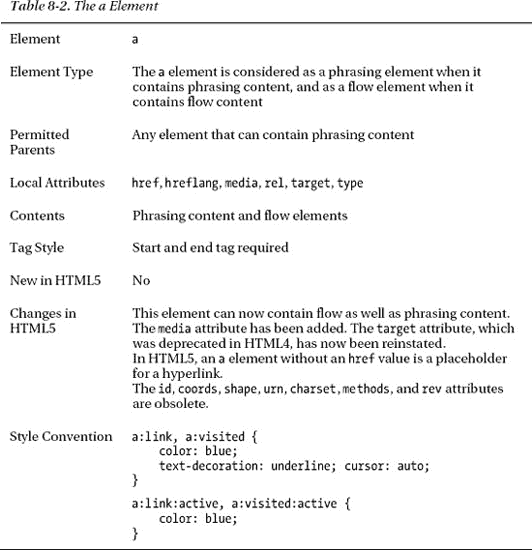 Table 8-2. The a Element
Element a
Element Type The a element is considered as a phrasing element when it
contains phrasing content, and as a flow element when it
contains flow content
Permitted Any element that can contain phrasing content
Parents
Local Attributes href, hreflang, media, rel, target, type
Contents Phrasing content and flow elements
Tag Style Start and end tag required
New in HTML5 No
Changes in This element can now contain flow as well as phrasing content.
HTML5 The media attribute has been added. The target attribute, which
was deprecated in HTML4, has now been reinstated.
In HTML5, an a element without an href value is a placeholder
for a hyperlink.
The id, coords, shape, urn, charset, methods, and rev attributes
are obsolete.
Style Convention a:link, a:visited {
color: blue;
text-decoration: underline; cursor: auto;
}
a:link:active, a:visited:active {
color: blue;
}